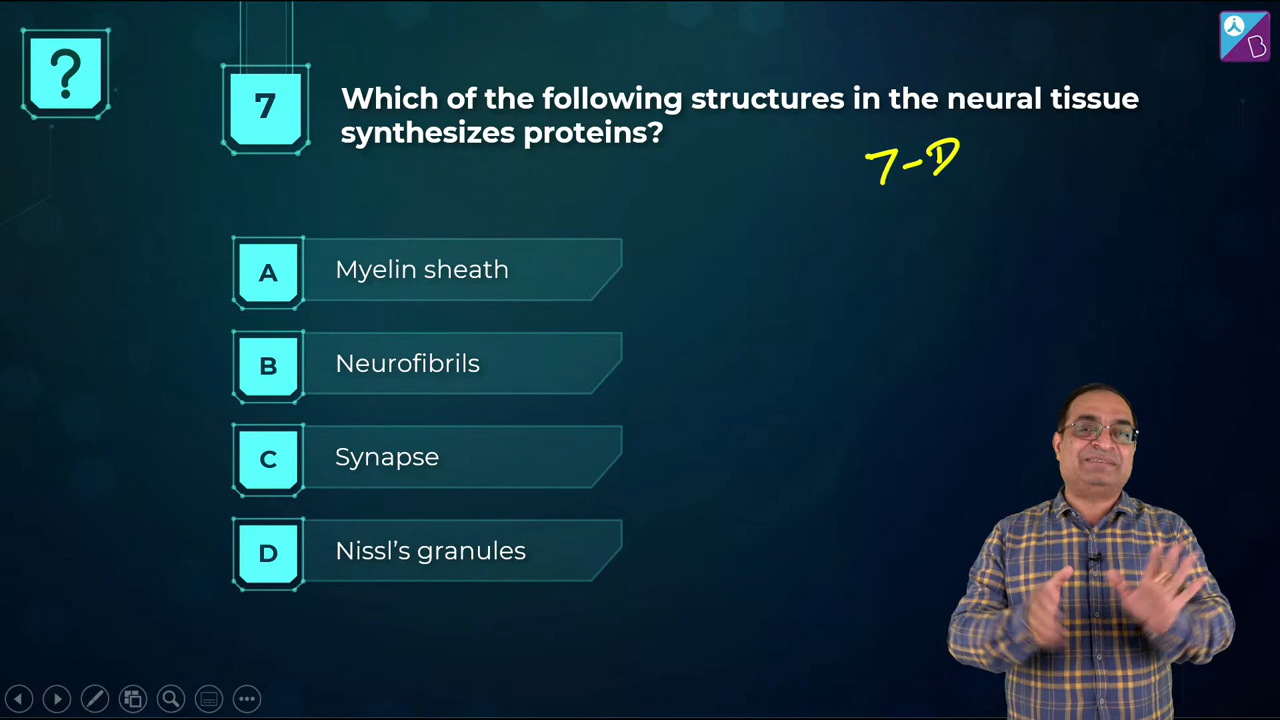 ?
7
Which of the following structures in the neural tissue
synthesizes proteins?
7-D
A
Myelin sheath
B
Neurofibrils
C
Synapse
D
Nissl’s granules
B